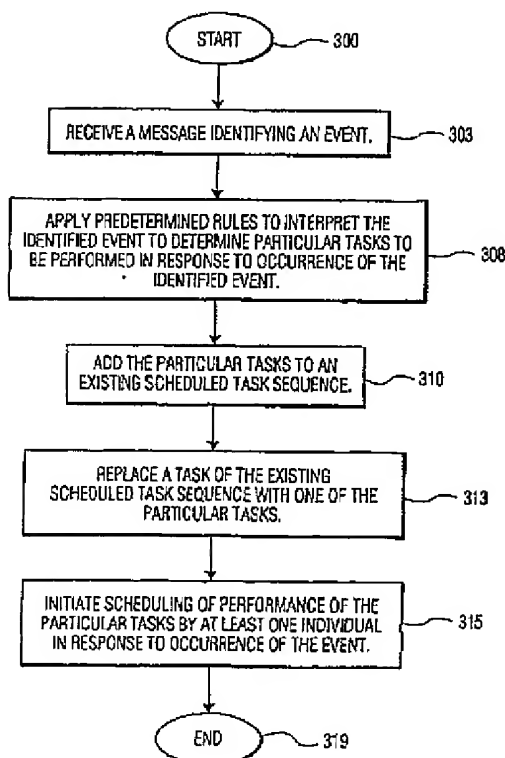 START
300
RECEIVE A MESSAGE IDENTIFYING AN EVENT.
303
APPLY PREDETERMINED RULES TO INTERPRET THE
IDENTIFIED EVENT TO DETERMINE PARTICULAR TASKS TO
BE PERFORMED IN RESPONSE TO OCCURRENCE OF THE
IDENTIFIED EVENT.
308
ADD THE PARTICULAR TASKS TO AN
EXISTING SCHEDULED TASK SEQUENCE.
310
REPLACE A TASK OF THE EXISTING
SCHEDULED TASK SEQUENCE WITH ONE OF THE
PARTICULAR TASKS.
313
INITIATE SCHEDULING OF PERFORMANCE OF THE
PARTICULAR TASKS BY AT LEAST ONE INDIVIDUAL
IN RESPONSE TO OCCURRENCE OF THE EVENT.
315
END
319